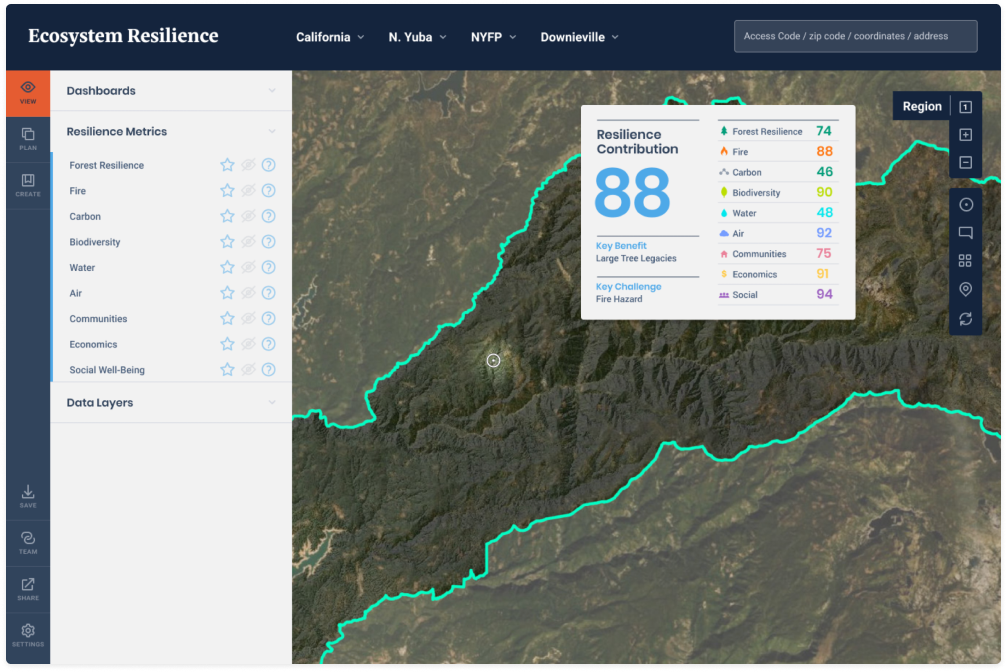 Ecosystem Resilience
California
N. Yuba
NYFP
Downieville
Access Code / zip code / coordinates / address
VIEW
PLAN
CREATE
SAVE
TEAM
SHARE
SETTINGS
Dashboards
Resilience Metrics
Forest Resilience
Fire
Carbon
Biodiversity
Water
Air
Communities
Economics
Social Well-Being
Data Layers
Resilience
Contribution
88
Key Benefit
Large Tree Legacies
Key Challenge
Fire Hazard
Forest Resilience 74
Fire 88
Carbon 46
Biodiversity 90
Water 48
Air 92
Communities 75
Economics 91
Social 94
Region 1